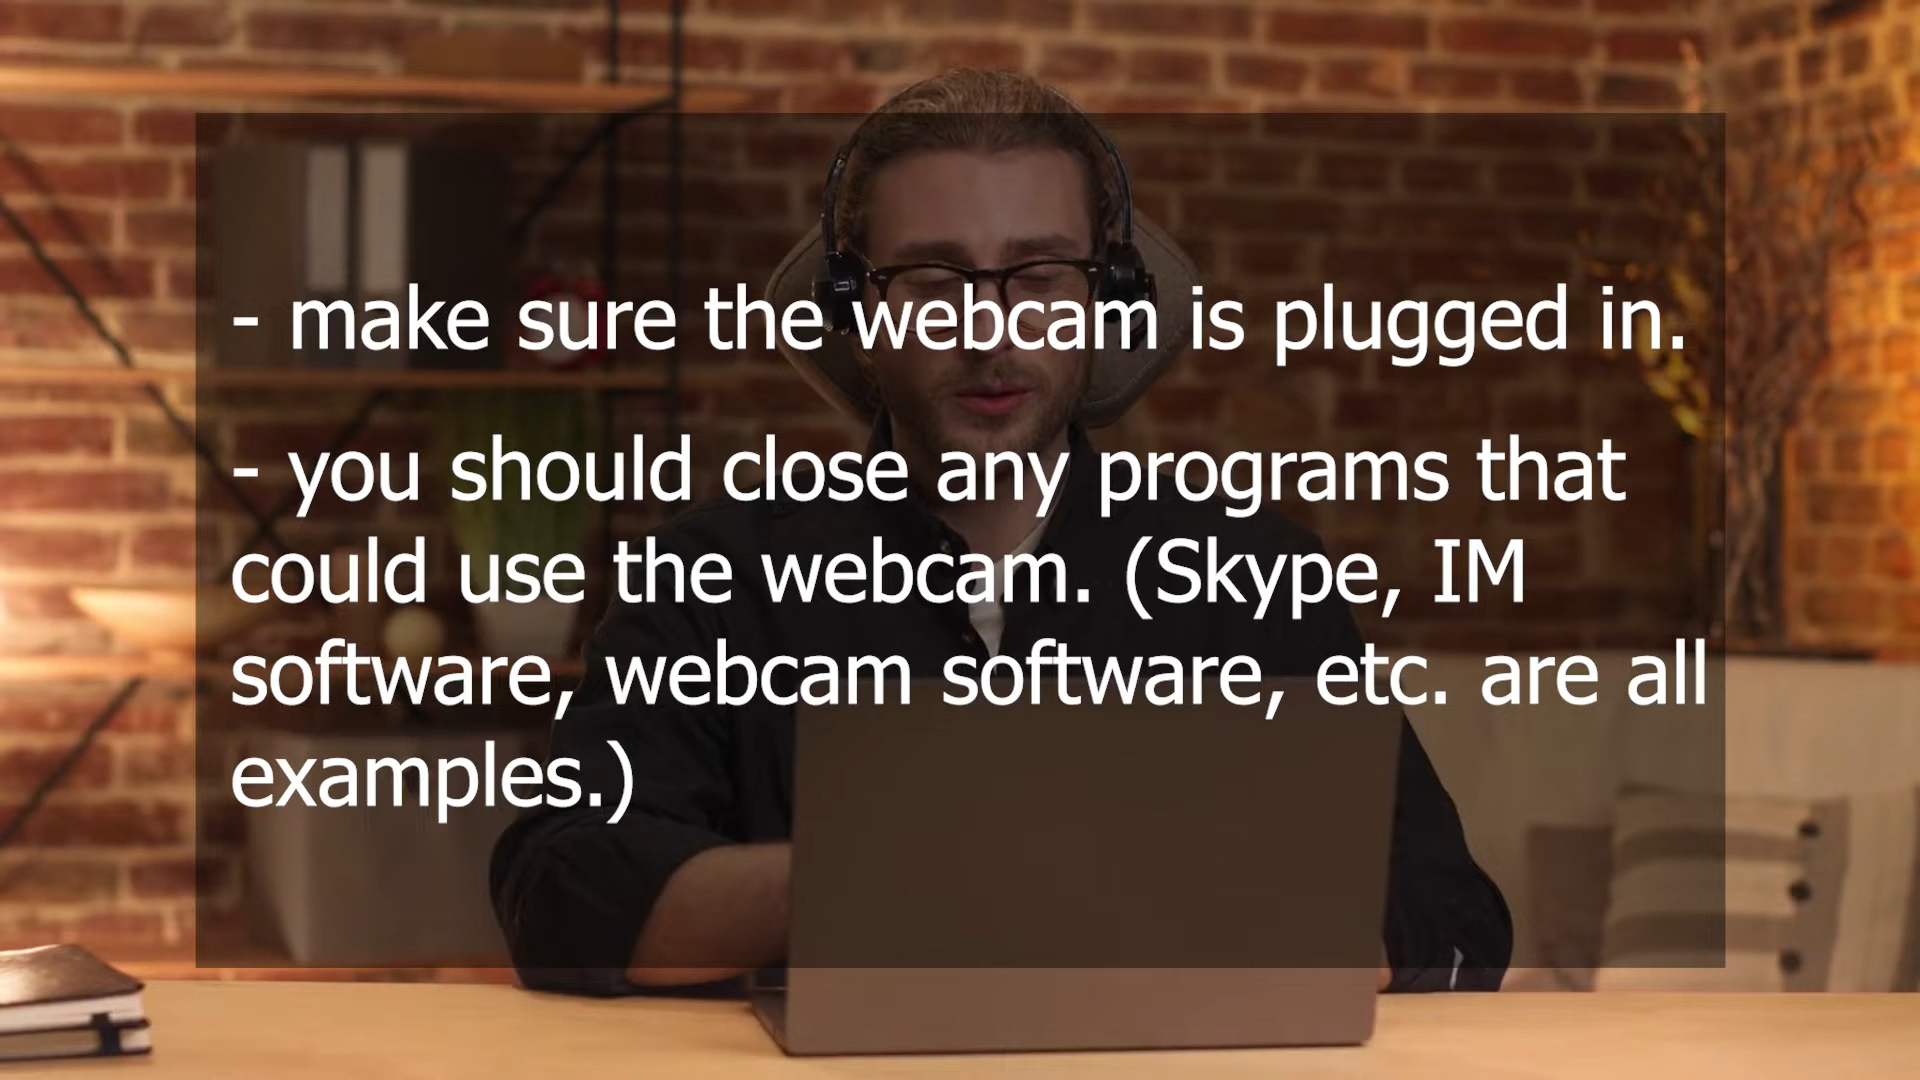 - make sure the webcam is plugged in.
- you should close any programs that
could use the webcam. (Skype, IM
software, webcam software, etc. are all
examples.)